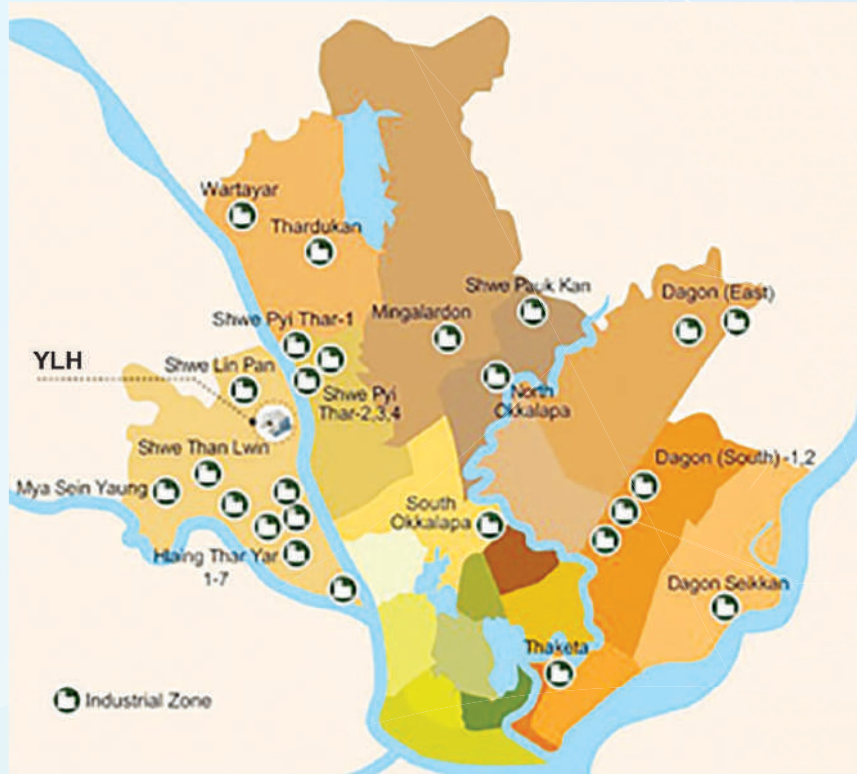 Wartayar
Thardukan
Shwe Pauk Kan
Dagon (East)
Shwe Pyi Thar-1
Mingalardon
YLH
Shwe Lin Pan
Shwe Pyi
Thar-2,3,4
North
Okkalapa
Shwe Than Lwin
Dagon (South) -1,2
Mya Sein Yaung
South
Okkalapa
Hlaing Thar Yar
1-7
Dagon Seikkan
Thaketa
Industrial Zone